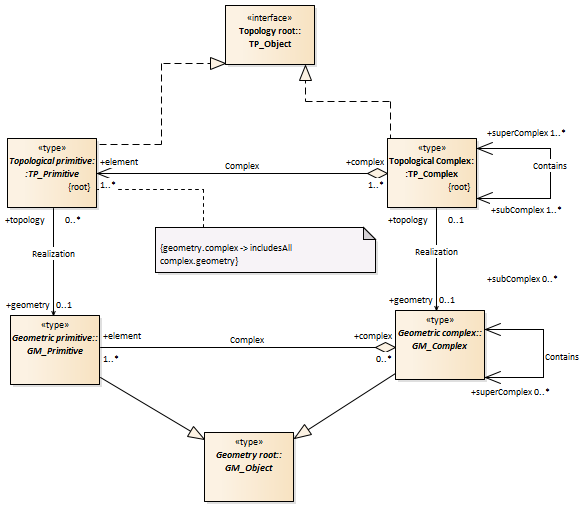 «interface»
Topology root::
TP_Object
«type»
Topological primitive:
:TP_Primitive
{root}
+element
1..*
Complex
+complex
1..*
«type»
Topological Complex:
:TP_Complex
{root}
+superComplex 1..*
Contains
+subComplex 1..*
+topology 0..*
Realization
+geometry 0..1
{geometry.complex -> includesAll
complex.geometry}
+topology 0..1
Realization
+geometry 0..1
+subComplex 0..*
«type»
Geometric primitive::
GM_Primitive
+element
1..*
Complex
+complex
0..*
«type»
Geometric complex::
GM_Complex
Contains
+superComplex 0..*
«type»
Geometry root::
GM_Object